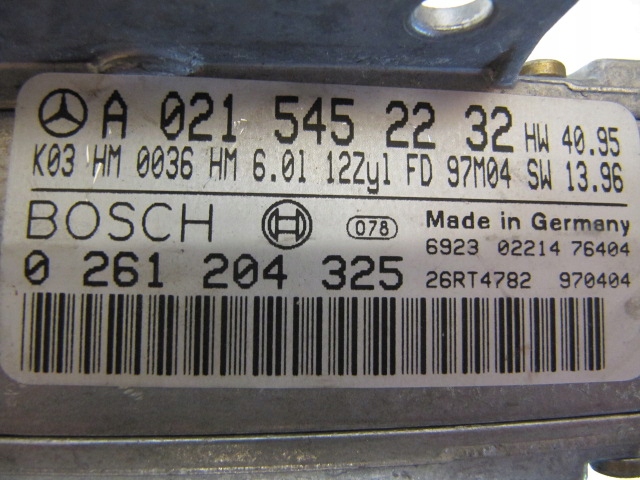 A 021 545 22 32 HW 40.95
K03 HM 0036 HM 6.0l 12Zyl FD 97M04 SW 13.96
BOSCH 078 Made in Germany
6923 02214 76404
0 261 204 325 26RT4782 970404